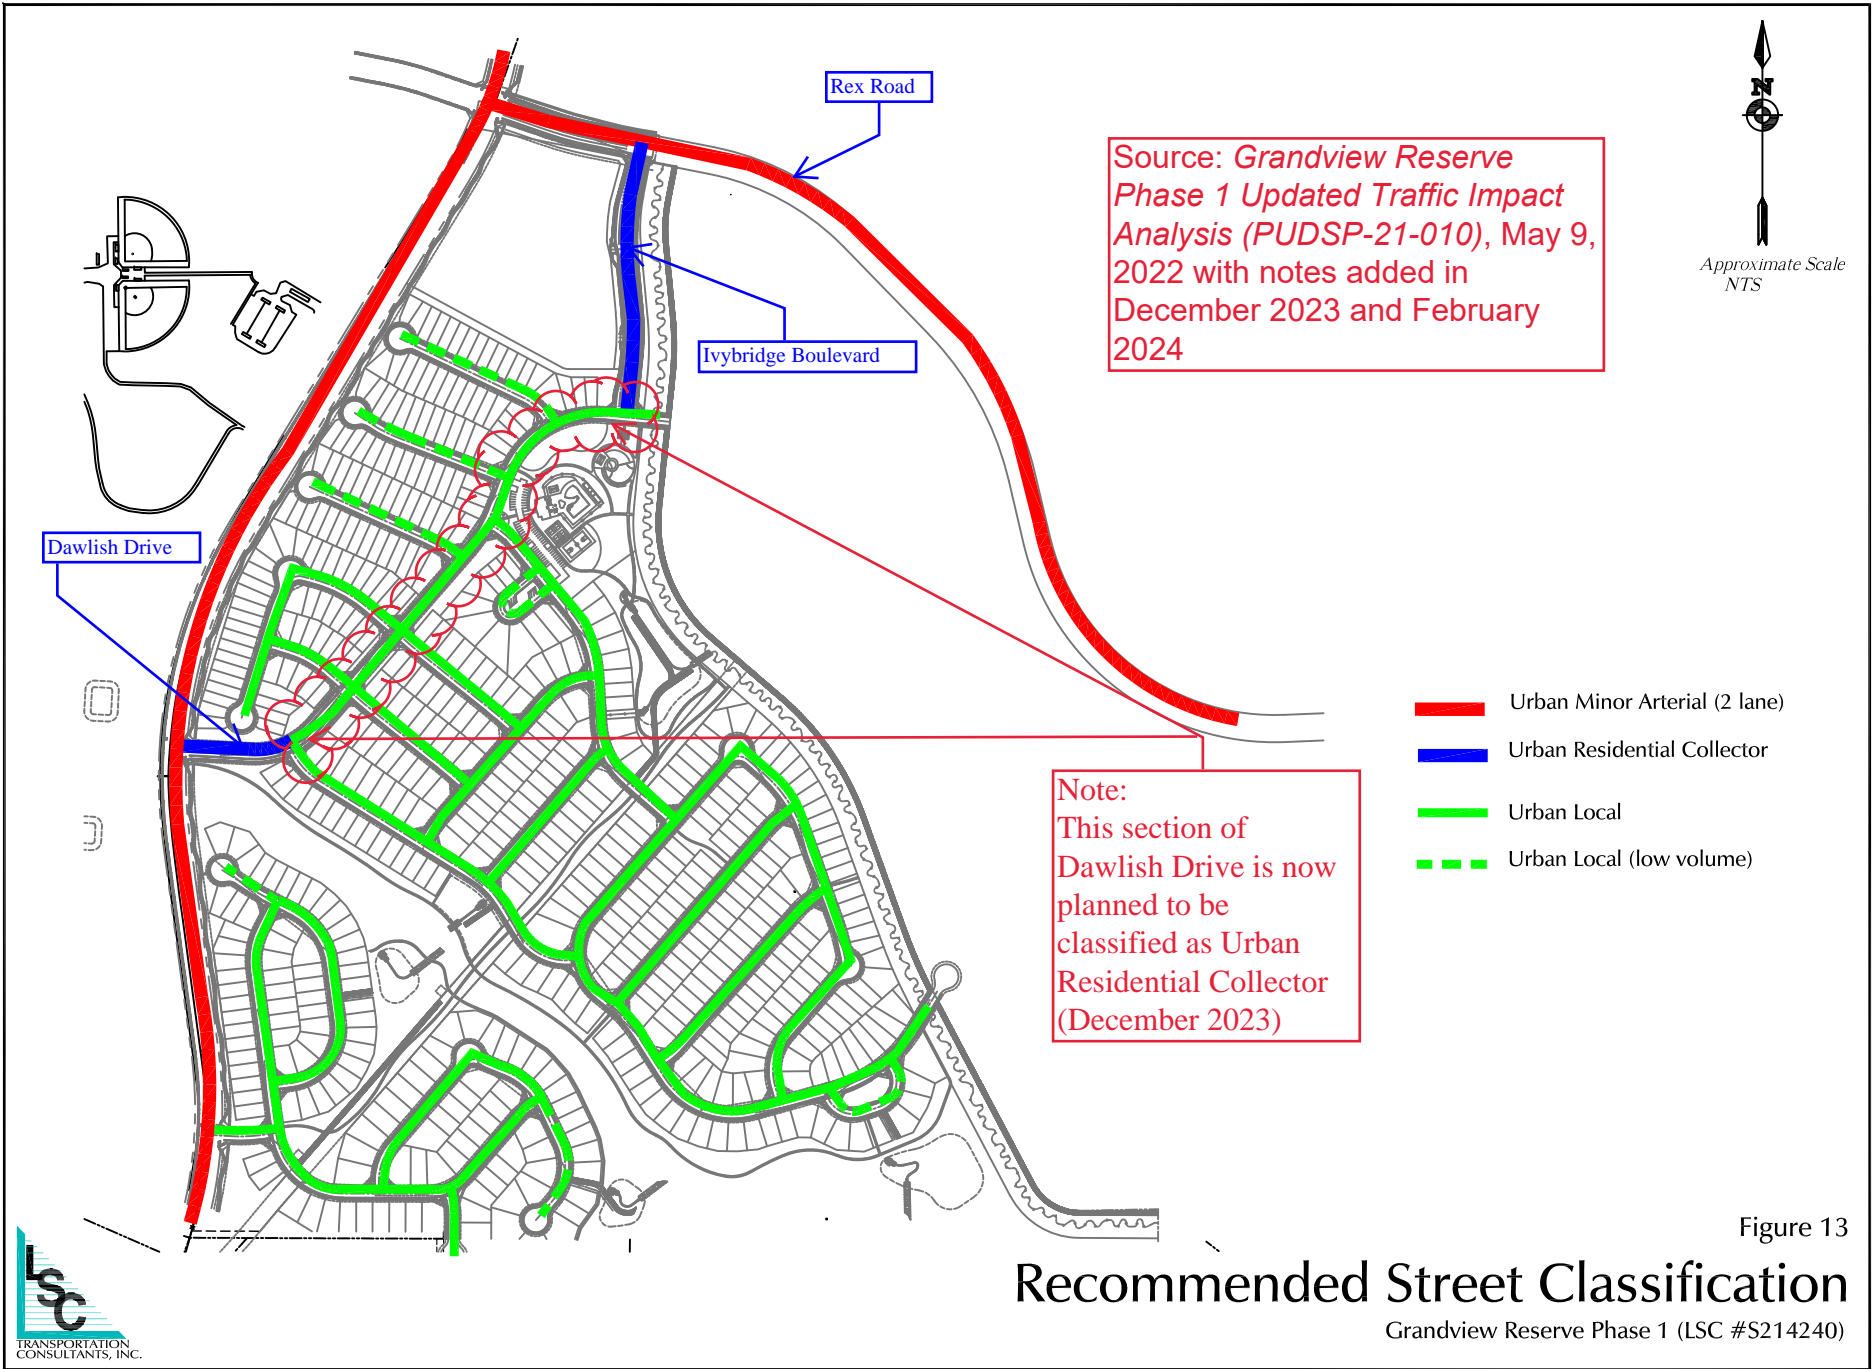 Rex Road
N
Source: Grandview Reserve
Phase 1 Updated Traffic Impact
Analysis (PUDSP-21-010), May 9,
2022 with notes added in
December 2023 and February
2024
Approximate Scale
NTS
Ivybridge Boulevard
Dawlish Drive
Urban Minor Arterial (2 lane)
Urban Residential Collector
Urban Local
Urban Local (low volume)
Note:
This section of
Dawlish Drive is now
planned to be
classified as Urban
Residential Collector
(December 2023)
Figure 13
Recommended Street Classification
Grandview Reserve Phase 1 (LSC #S214240)
LSC
TRANSPORTATION
CONSULTANTS, INC.